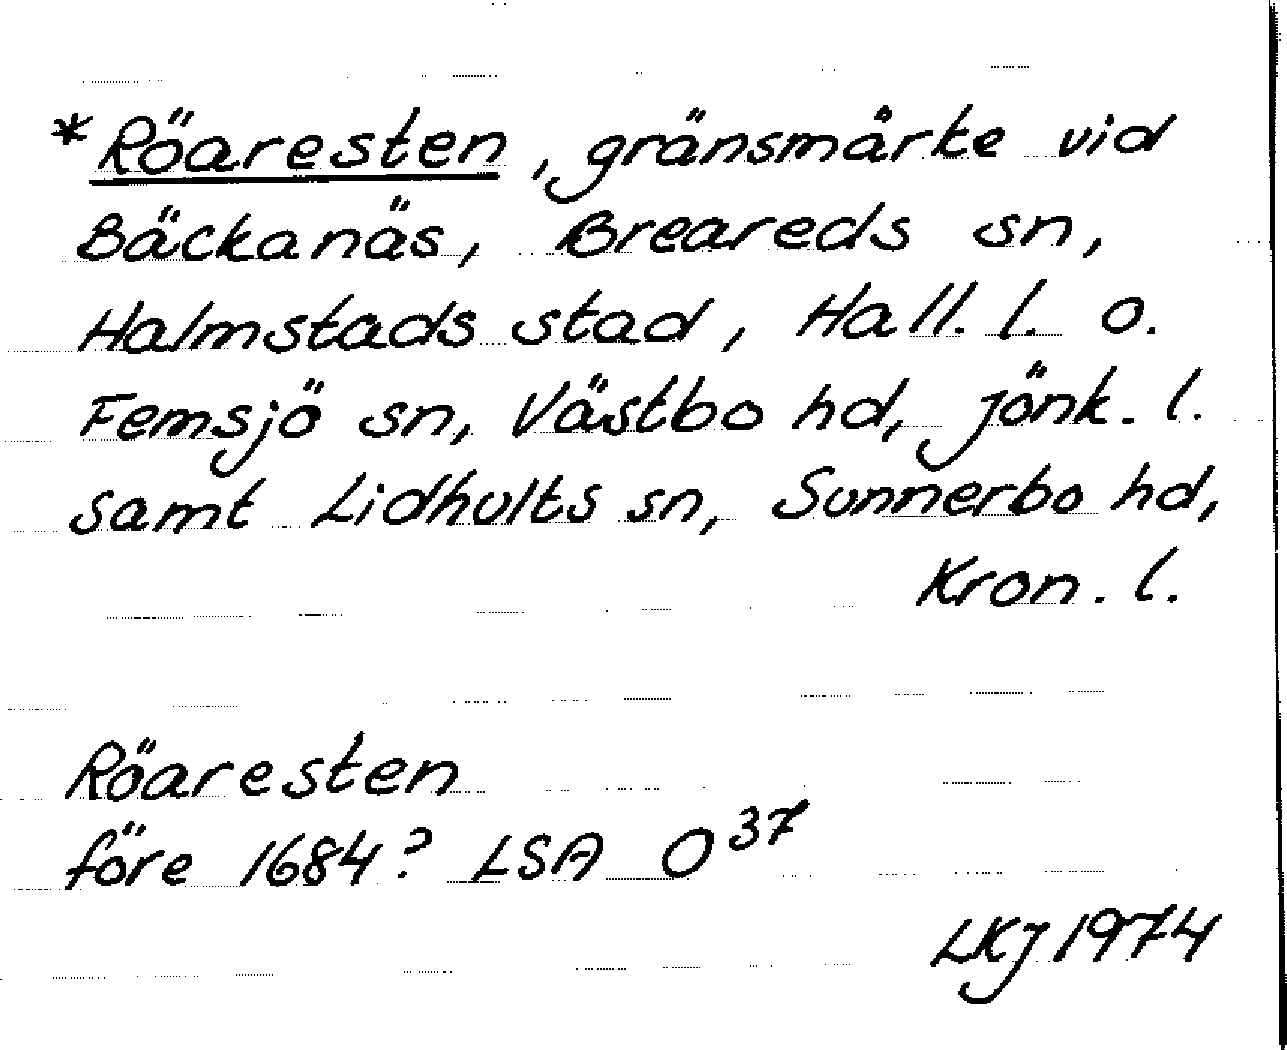 *Röaresten, gränsmärke vid
Bäckanäs, Breareds sn,
Halmstads stad, Hall. l. o.
Femsjö sn, Västbo hd, Jönk. l.
samt Lidhults sn, Sunnerbo hd,
Kron. l.
Röaresten
före 1684? LSA O³⁷
LKJ 1974